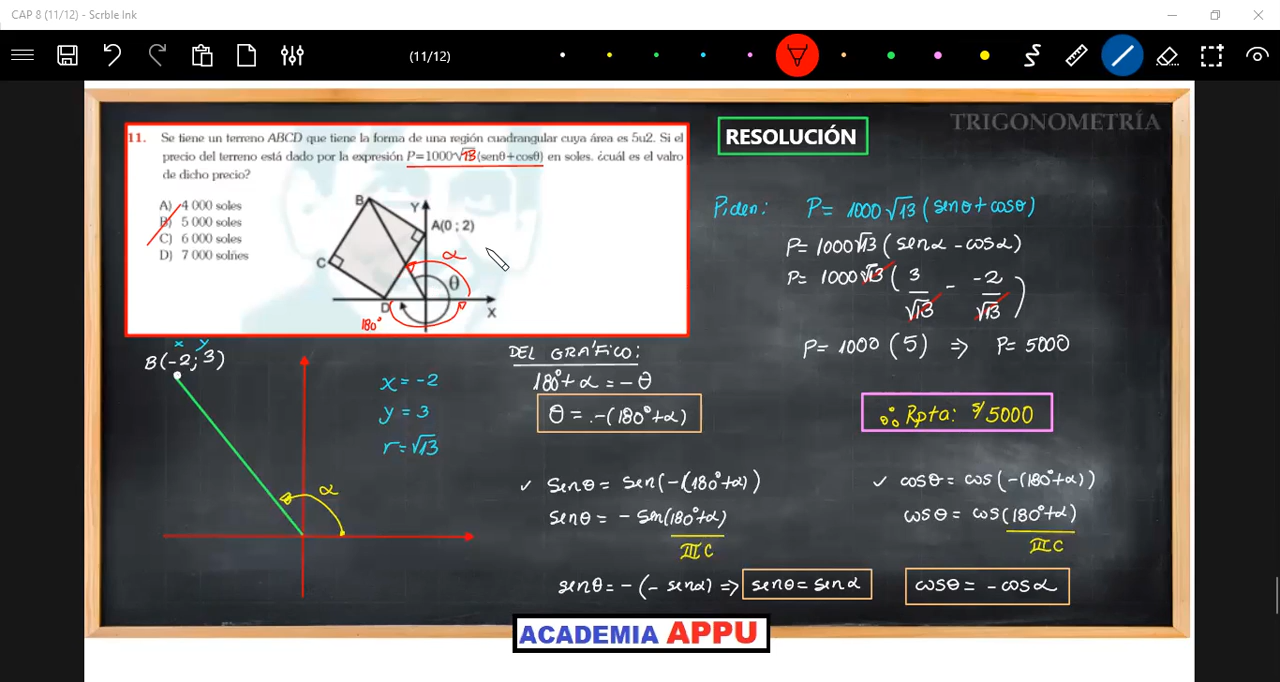 CAP 8 (11/12) - Scrble Ink
(11/12)
11. Se tiene un terreno ABCD que tiene la forma de una región cuadrangular cuya área es 5u2. Si el
precio del terreno está dado por la expresión P=1000√13(senθ+cosθ) en soles. ¿cuál es el valro
de dicho precio?
A) 4 000 soles
B) 5 000 soles
C) 6 000 soles
D) 7 000 solñes
B
Y
A(0 ; 2)
C
α
θ
D
X
180°
RESOLUCIÓN
TRIGONOMETRÍA
Piden: P= 1000√13(senθ+cosθ)
P= 1000√13(senα-cosα)
P= 1000√13(3/√13 - -2/√13)
P= 1000 (5) => P= 5000
∴ Rpta: S/5000
x y
B(-2; 3)
x = -2
y = 3
r=√13
α
DEL GRÁFICO:
180°+α = -θ
θ = -(180°+α)
✓ senθ = sen(-(180°+α))
senθ = - sen(180°+α)
IIIC
senθ = - (- senα) => senθ = senα
✓ cosθ = cos(-(180°+α))
cosθ = cos(180°+α)
IIIC
cosθ = - cosα
ACADEMIA APPU